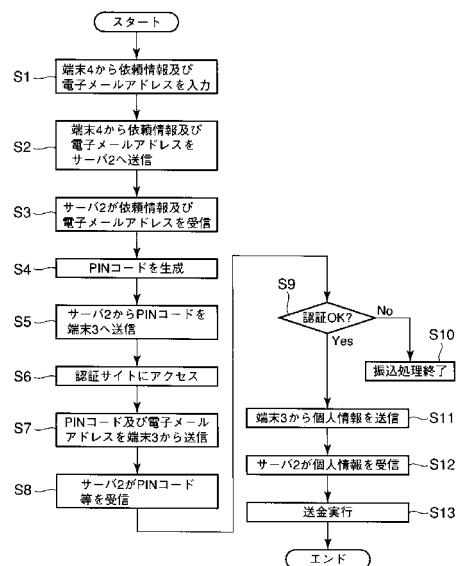 スタート
S1
端末4から依頼情報及び
電子メールアドレスを入力
S2
端末4から依頼情報及び
電子メールアドレスを
サーバ2へ送信
S3
サーバ2が依頼情報及び
電子メールアドレスを受信
S4
PINコードを生成
S5
サーバ2からPINコードを
端末3へ送信
S6
認証サイトにアクセス
S7
PINコード及び電子メール
アドレスを端末3から送信
S8
サーバ2がPINコード
等を受信
S9
認証OK?
No
Yes
S10
振込処理終了
端末3から個人情報を送信
S11
サーバ2が個人情報を受信
S12
送金実行
S13
エンド